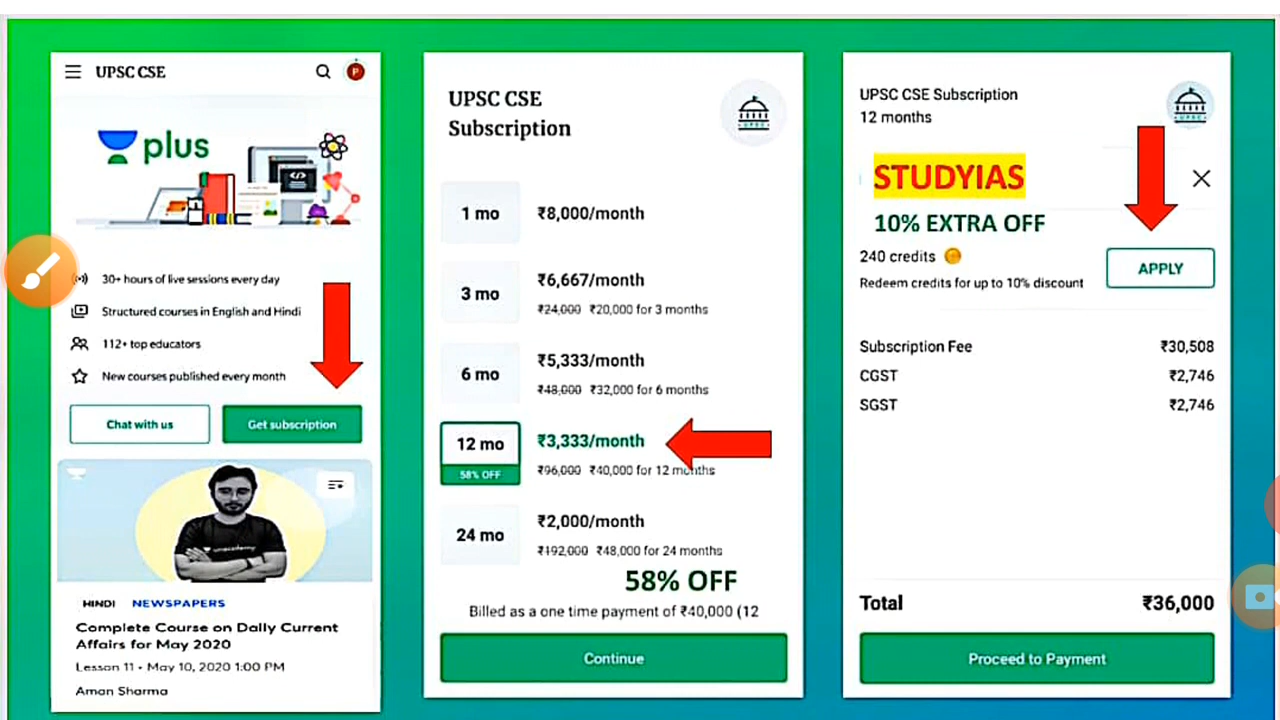 UPSC CSE
P
plus
30+ hours of live sessions every day
Structured courses in English and Hindi
112+ top educators
New courses published every month
Chat with us
Get subscription
unacademy
HINDI NEWSPAPERS
Complete Course on Daily Current
Affairs for May 2020
Lesson 11 • May 10, 2020 1:00 PM
Aman Sharma
UPSC CSE
Subscription
UPSC
1 mo ₹8,000/month
3 mo ₹6,667/month
₹24,000 ₹20,000 for 3 months
6 mo ₹5,333/month
₹48,000 ₹32,000 for 6 months
12 mo ₹3,333/month
58% OFF ₹96,000 ₹40,000 for 12 months
24 mo ₹2,000/month
₹192,000 ₹48,000 for 24 months
58% OFF
Billed as a one time payment of ₹40,000 (12
Continue
UPSC CSE Subscription
12 months
UPSC
STUDYIAS
10% EXTRA OFF
240 credits
Redeem credits for up to 10% discount
APPLY
Subscription Fee ₹30,508
CGST ₹2,746
SGST ₹2,746
Total ₹36,000
Proceed to Payment